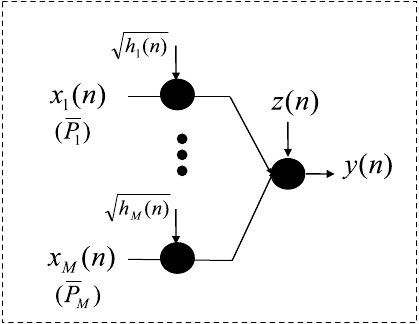 √h₁(n)
x₁(n)
(P̅₁)
z(n)
y(n)
√h_M(n)
x_M(n)
(P̅_M)